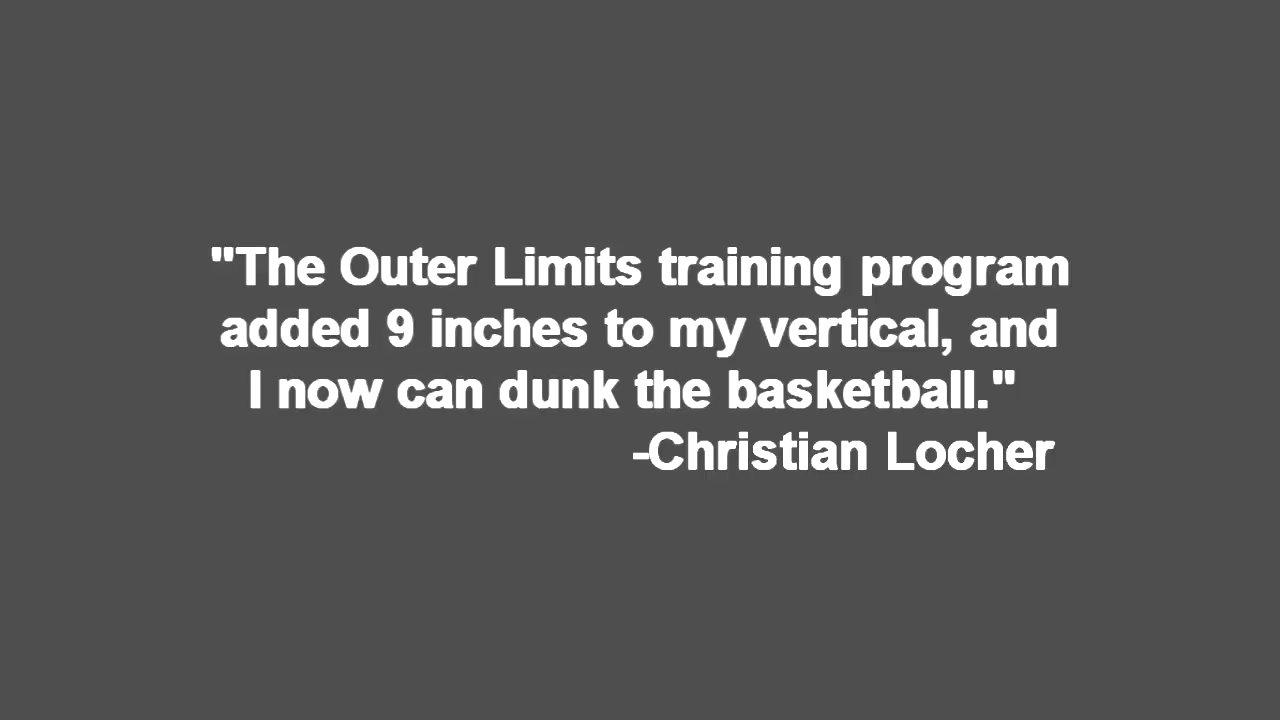 "The Outer Limits training program
added 9 inches to my vertical, and
I now can dunk the basketball."
-Christian Locher